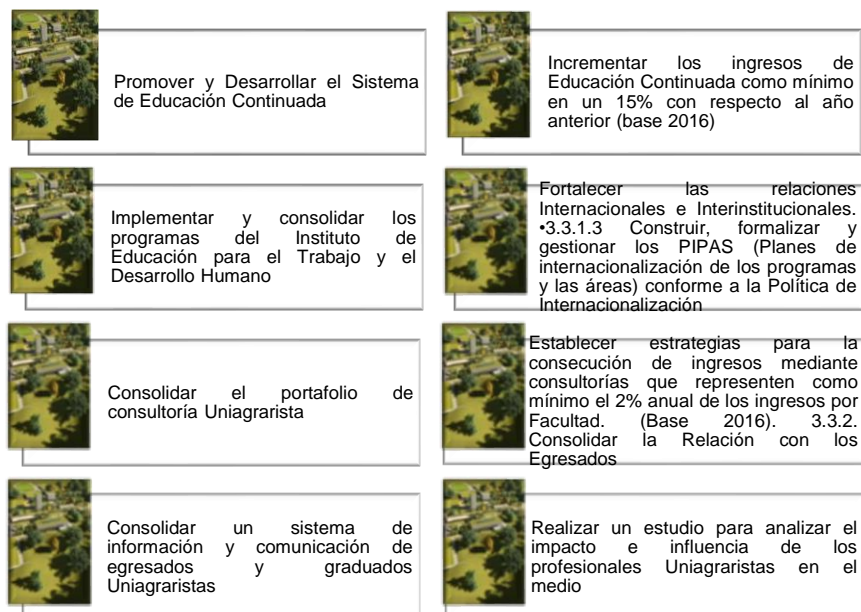 Promover y Desarrollar el Sistema
de Educación Continuada
Incrementar los ingresos de
Educación Continuada como mínimo
en un 15% con respecto al año
anterior (base 2016)
Implementar y consolidar los
programas del Instituto de
Educación para el Trabajo y el
Desarrollo Humano
Fortalecer las relaciones
Internacionales e Interinstitucionales.
•3.3.1.3 Construir, formalizar y
gestionar los PIPAS (Planes de
internacionalización de los programas
y las áreas) conforme a la Política de
Internacionalización
Consolidar el portafolio de
consultoría Uniagrarista
Establecer estrategias para la
consecución de ingresos mediante
consultorías que representen como
mínimo el 2% anual de los ingresos por
Facultad. (Base 2016). 3.3.2.
Consolidar la Relación con los
Egresados
Consolidar un sistema de
información y comunicación de
egresados y graduados
Uniagraristas
Realizar un estudio para analizar el
impacto e influencia de los
profesionales Uniagraristas en el
medio